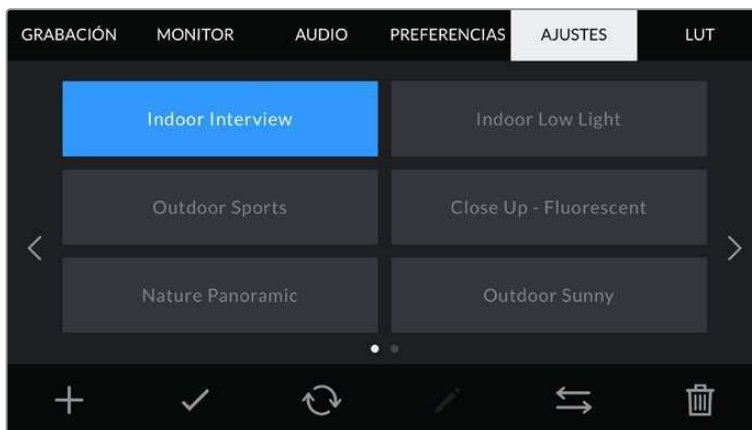 GRABACIÓN MONITOR AUDIO PREFERENCIAS AJUSTES LUT
Indoor Interview Indoor Low Light
Outdoor Sports Close Up - Fluorescent
Nature Panoramic Outdoor Sunny